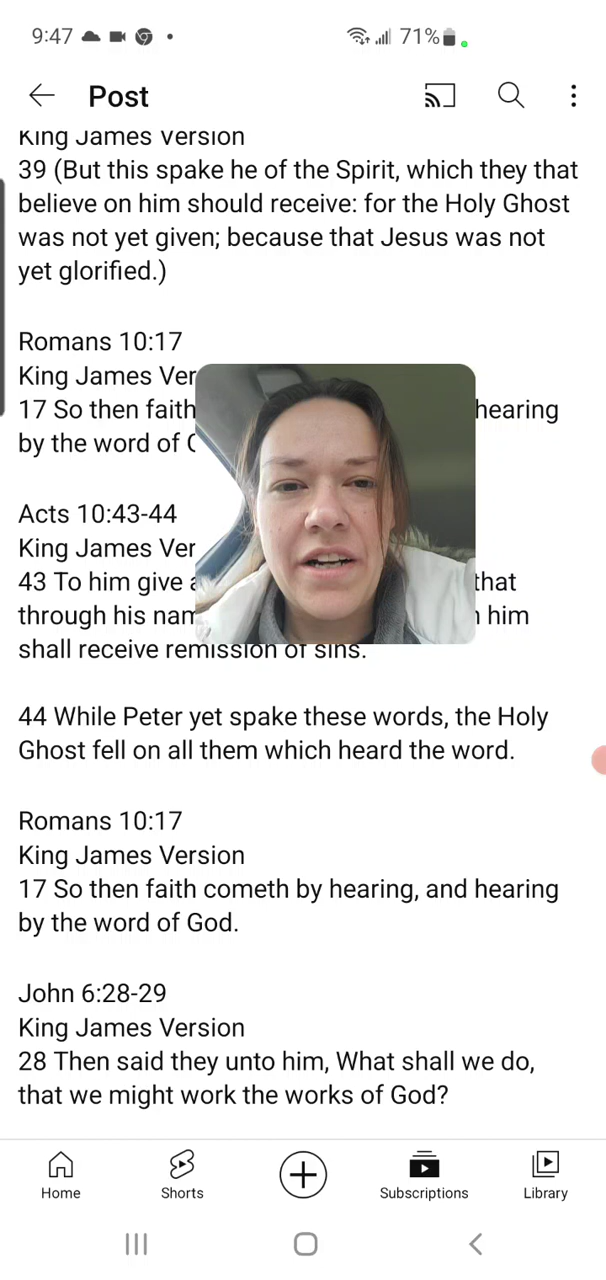 9:47
71%
Post
King James Version
39 (But this spake he of the Spirit, which they that
believe on him should receive: for the Holy Ghost
was not yet given; because that Jesus was not
yet glorified.)
Romans 10:17
King James Ver
17 So then faith hearing
by the word of
Acts 10:43-44
King James Ver
43 To him give that
through his nam him
shall receive remission of sins.
44 While Peter yet spake these words, the Holy
Ghost fell on all them which heard the word.
Romans 10:17
King James Version
17 So then faith cometh by hearing, and hearing
by the word of God.
John 6:28-29
King James Version
28 Then said they unto him, What shall we do,
that we might work the works of God?
Home Shorts Subscriptions Library